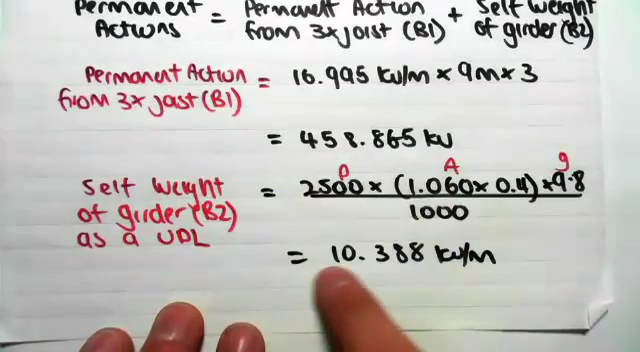 Permanent Actions = Permanent Action from 3x joist (B1) + Self weight of girder (B2)
Permanent Action from 3x joist (B1) = 16.995 kN/m × 9m × 3
= 458.865 kN
Self weight of girder (B2) as a UDL = 2500 × (1.060 × 0.4) × 9.8 / 1000
ρ A g
= 10.388 kN/m